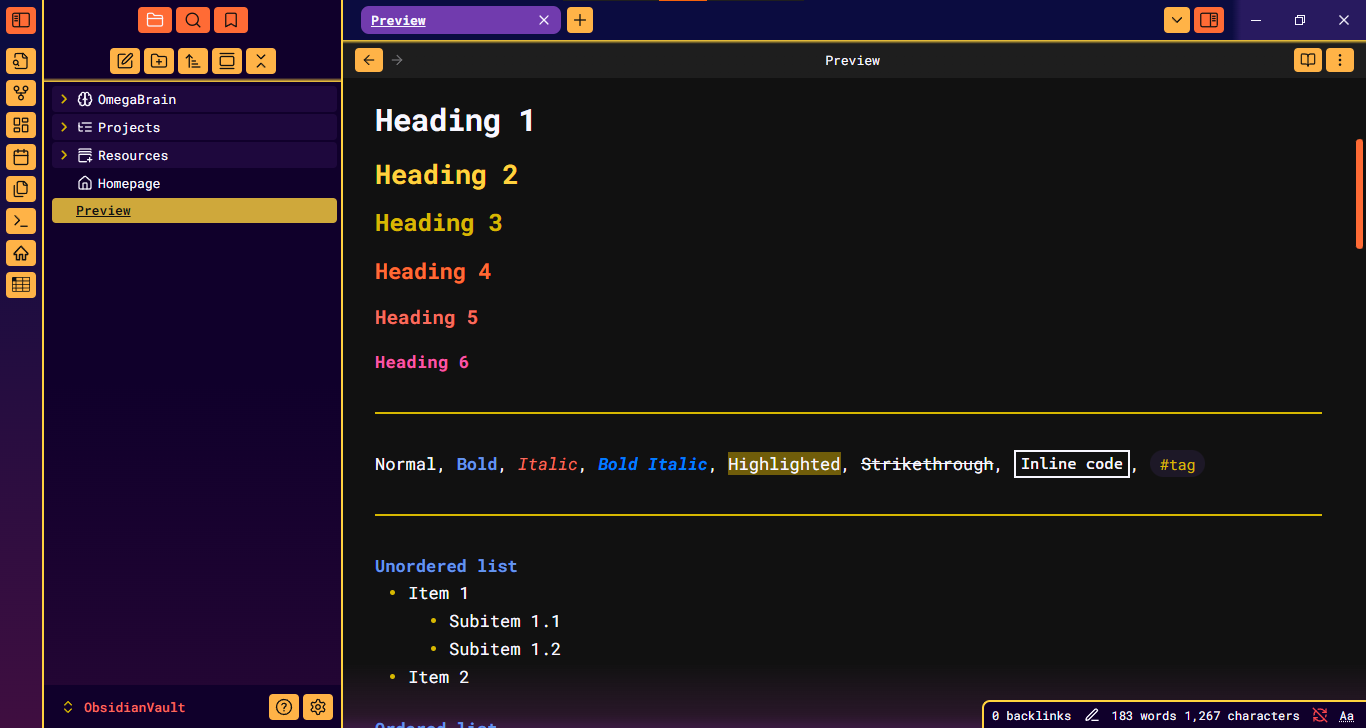 Preview
Preview
OmegaBrain
Projects
Resources
Homepage
Preview
Heading 1
Heading 2
Heading 3
Heading 4
Heading 5
Heading 6
Normal, Bold, Italic, Bold Italic, Highlighted, Strikethrough, Inline code, #tag
Unordered list
• Item 1
• Subitem 1.1
• Subitem 1.2
• Item 2
Ordered list
ObsidianVault
0 backlinks 183 words 1,267 characters Aa